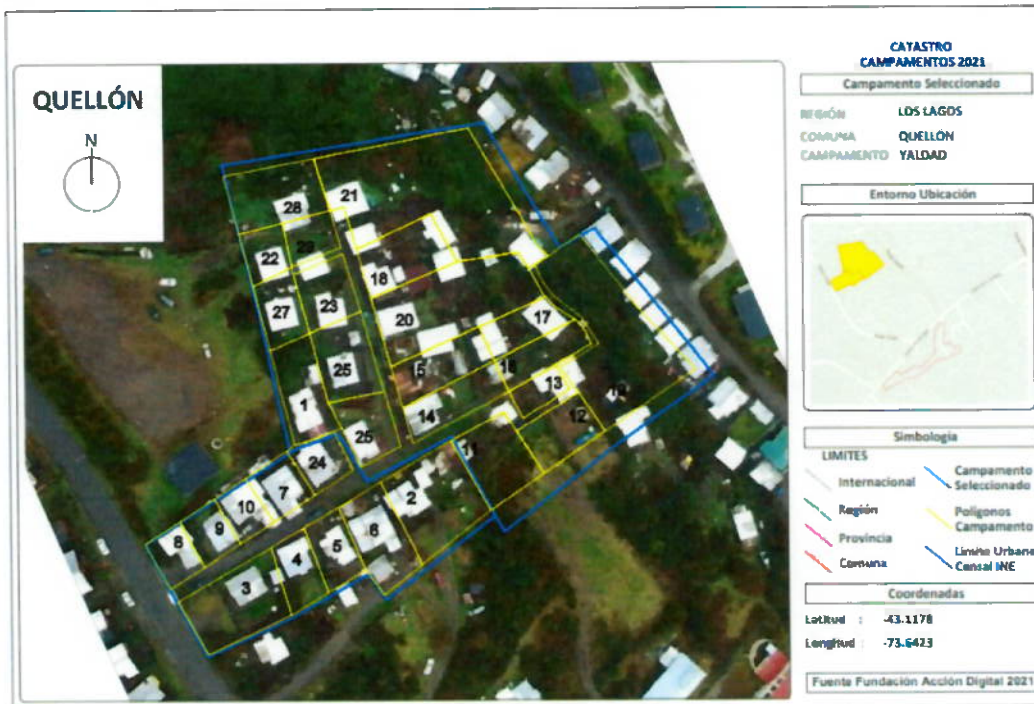 QUELLÓN
N
28
21
22
29
18
27
23
20
17
25
15
16
1
14
13
19
12
25
11
24
7
2
10
9
8
6
5
4
3
CATASTRO
CAMPAMENTOS 2021
Campamento Seleccionado
REGIÓN LOS LAGOS
COMUNA QUELLÓN
CAMPAMENTO YALDAD
Entorno Ubicación
Simbología
LIMITES
Internacional
Región
Provincia
Comuna
Campamento
Seleccionado
Polígonos
Campamento
Limite Urbano
Censal INE
Coordenadas
Latitud : -43.1178
Longitud : -73.6423
Fuente Fundación Acción Digital 2021